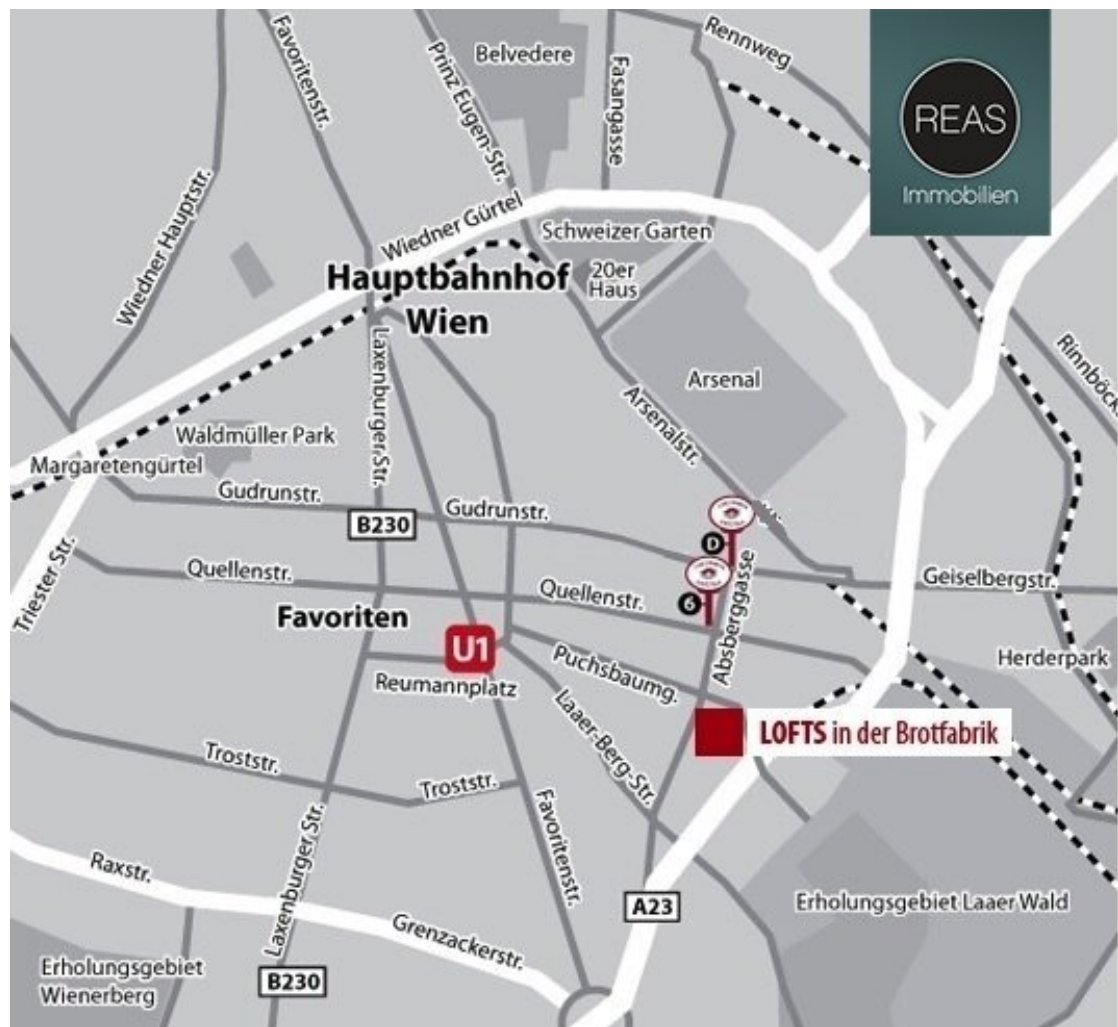 Rennweg
Favoritenstr.
Belvedere
Prinz Eugen-Str.
Fasangasse
REAS
Immobilien
Wiedner Hauptstr.
Wiedner Gürtel
Schweizer Garten
20er
Haus
Hauptbahnhof
Wien
Laxenburger Str.
Arsenal
Arsenalstr.
Waldmüller Park
Margaretengürtel
Gudrunstr.
Gudrunstr.
B230
D
Triester Str.
Quellenstr.
Quellenstr.
6
Absberggasse
Geiselbergstr.
Favoriten
U1
Reumannplatz
Puchsbaumg.
Herderpark
LOFTS in der Brotfabrik
Laaer-Berg-Str.
Troststr.
Troststr.
Favoritenstr.
Laxenburger Str.
Raxstr.
Grenzackerstr.
A23
Erholungsgebiet Laaer Wald
Erholungsgebiet
Wienerberg
B230